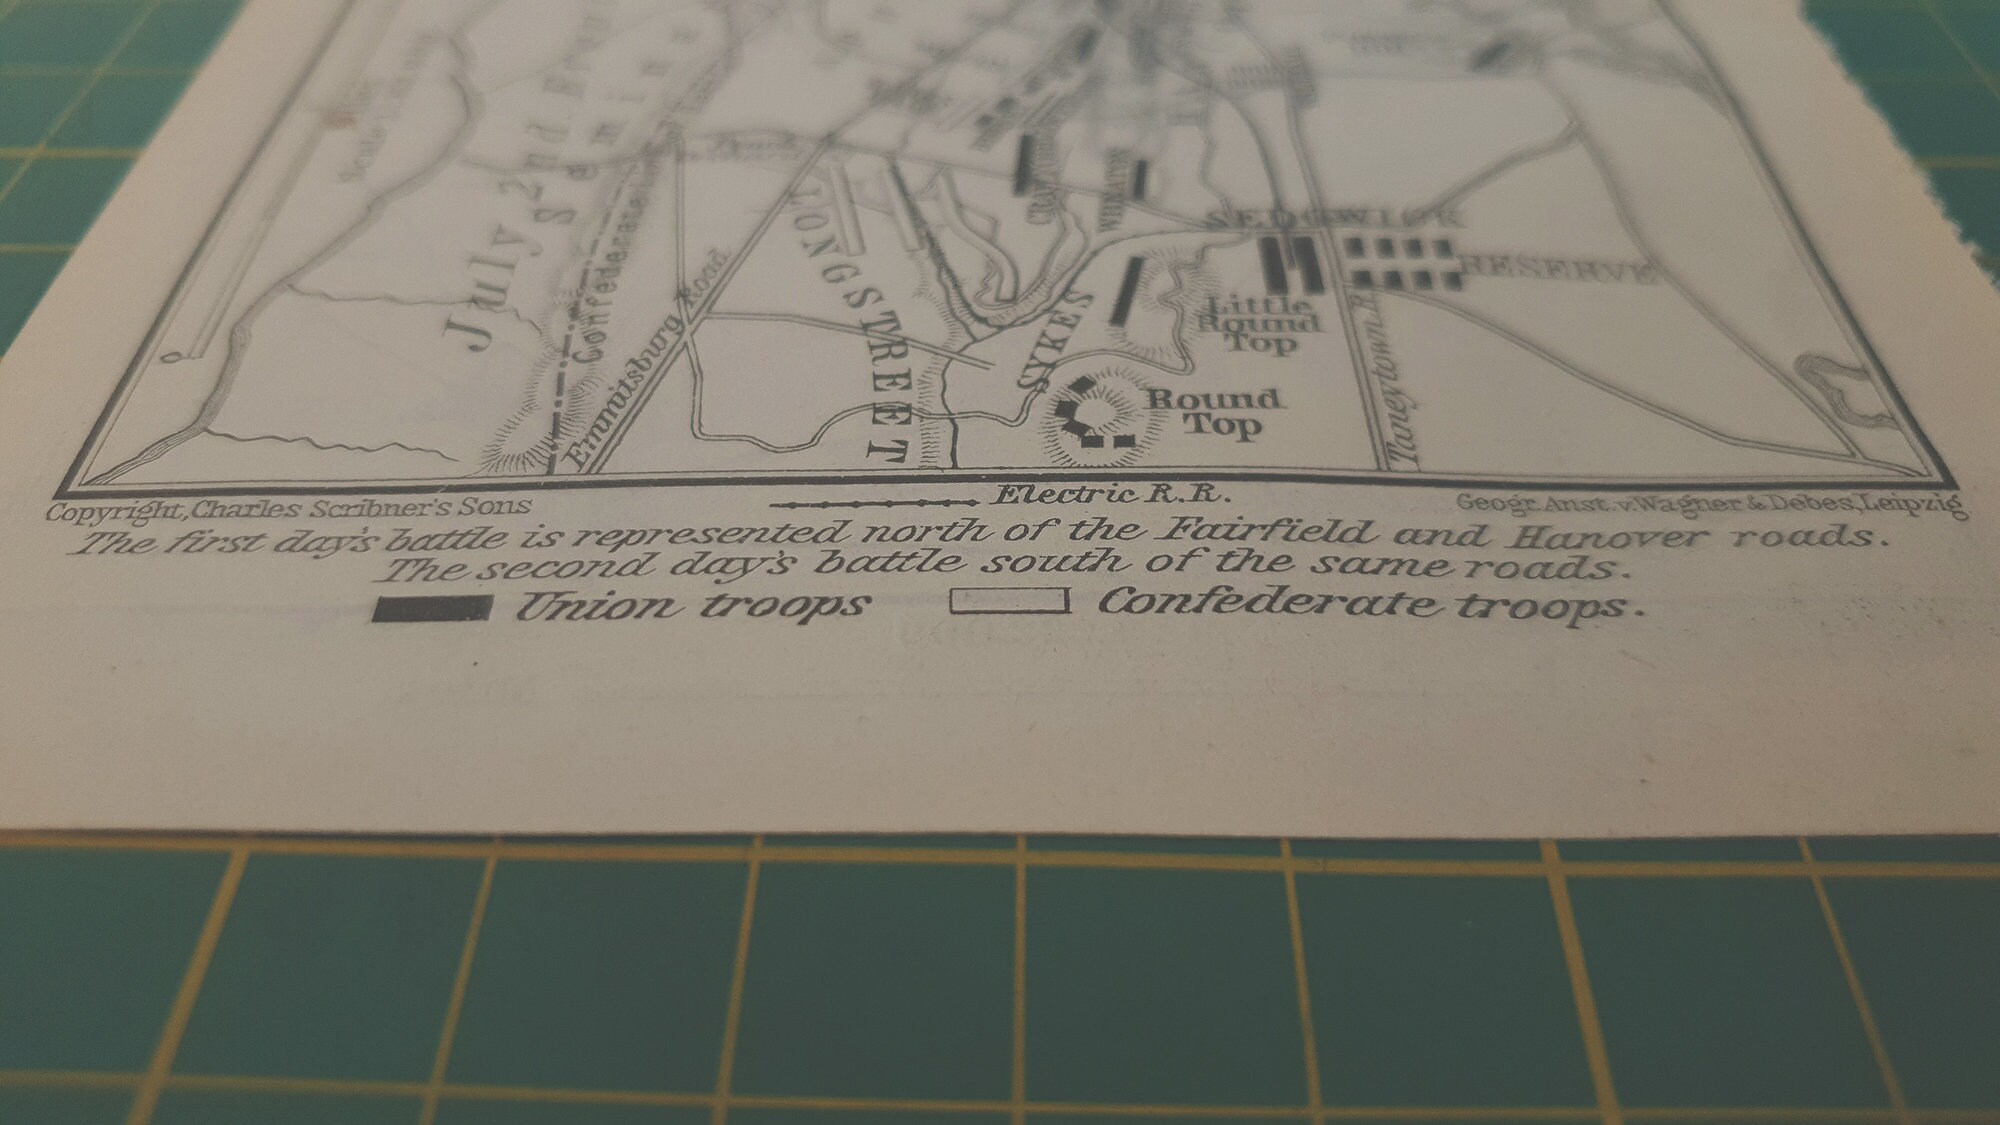 July 2nd
Confederate
Emmitsburg Road
LONGSTREET
SYKES
SEDGWICK
RESERVE
Little
Round
Top
Round
Top
Taneytown R.
Copyright, Charles Scribner's Sons
Electric R.R.
Geogr. Anst. v. Wagner & Debes, Leipzig
The first day's battle is represented north of the Fairfield and Hanover roads.
The second day's battle south of the same roads.
Union troops
Confederate troops.